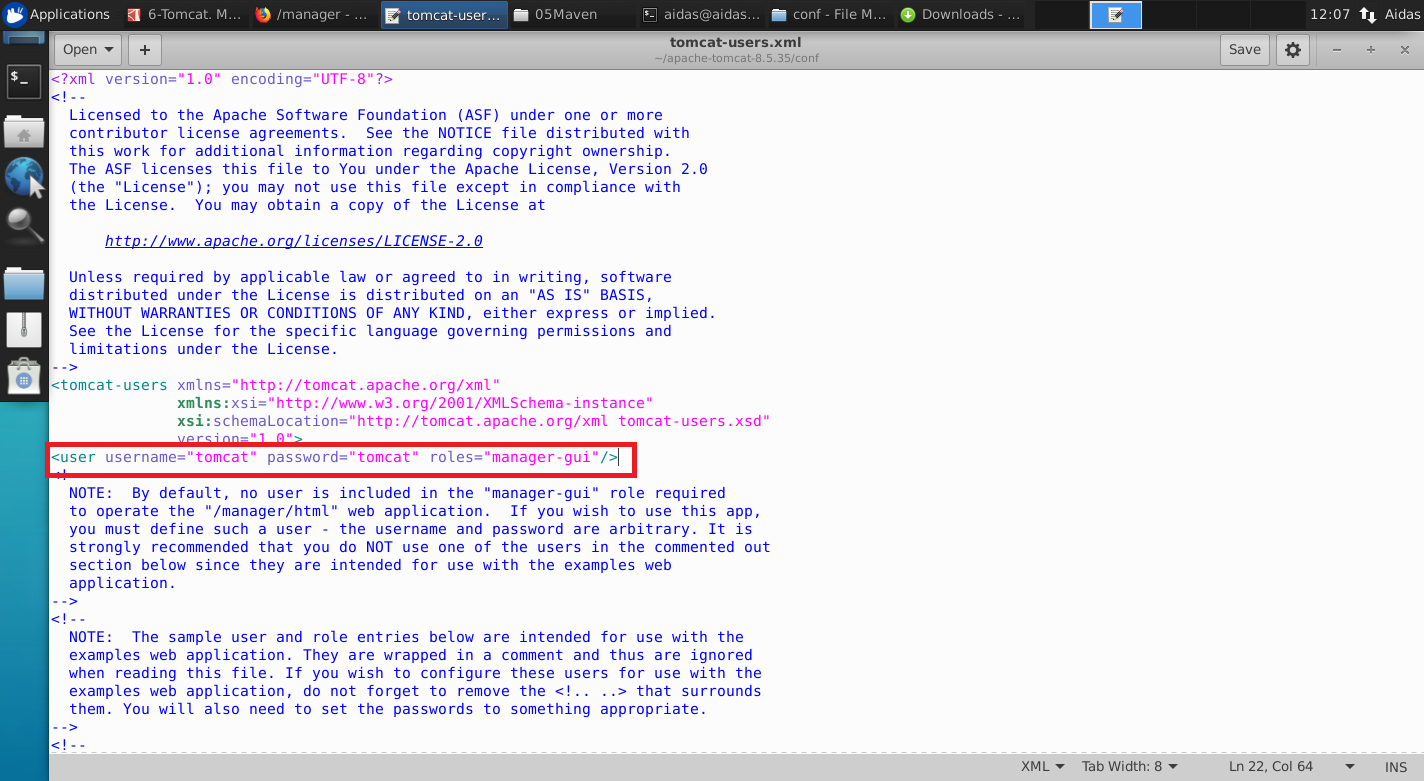 Applications
6-Tomcat. M...
/manager - ...
tomcat-user...
05Maven
aidas@aidas...
conf - File M...
Downloads - ...
12:07
Aidas
Open
+
tomcat-users.xml
~/apache-tomcat-8.5.35/conf
Save
<?xml version="1.0" encoding="UTF-8"?>
<!--
Licensed to the Apache Software Foundation (ASF) under one or more
contributor license agreements.  See the NOTICE file distributed with
this work for additional information regarding copyright ownership.
The ASF licenses this file to You under the Apache License, Version 2.0
(the "License"); you may not use this file except in compliance with
the License.  You may obtain a copy of the License at
http://www.apache.org/licenses/LICENSE-2.0
Unless required by applicable law or agreed to in writing, software
distributed under the License is distributed on an "AS IS" BASIS,
WITHOUT WARRANTIES OR CONDITIONS OF ANY KIND, either express or implied.
See the License for the specific language governing permissions and
limitations under the License.
-->
<tomcat-users xmlns="http://tomcat.apache.org/xml"
xmlns:xsi="http://www.w3.org/2001/XMLSchema-instance"
xsi:schemaLocation="http://tomcat.apache.org/xml tomcat-users.xsd"
version="1.0">
<user username="tomcat" password="tomcat" roles="manager-gui"/>
NOTE:  By default, no user is included in the "manager-gui" role required
to operate the "/manager/html" web application.  If you wish to use this app,
you must define such a user - the username and password are arbitrary. It is
strongly recommended that you do NOT use one of the users in the commented out
section below since they are intended for use with the examples web
application.
-->
<!--
NOTE:  The sample user and role entries below are intended for use with the
examples web application. They are wrapped in a comment and thus are ignored
when reading this file. If you wish to configure these users for use with the
examples web application, do not forget to remove the <!.. ..> that surrounds
them. You will also need to set the passwords to something appropriate.
-->
<!--
XML
Tab Width: 8
Ln 22, Col 64
INS